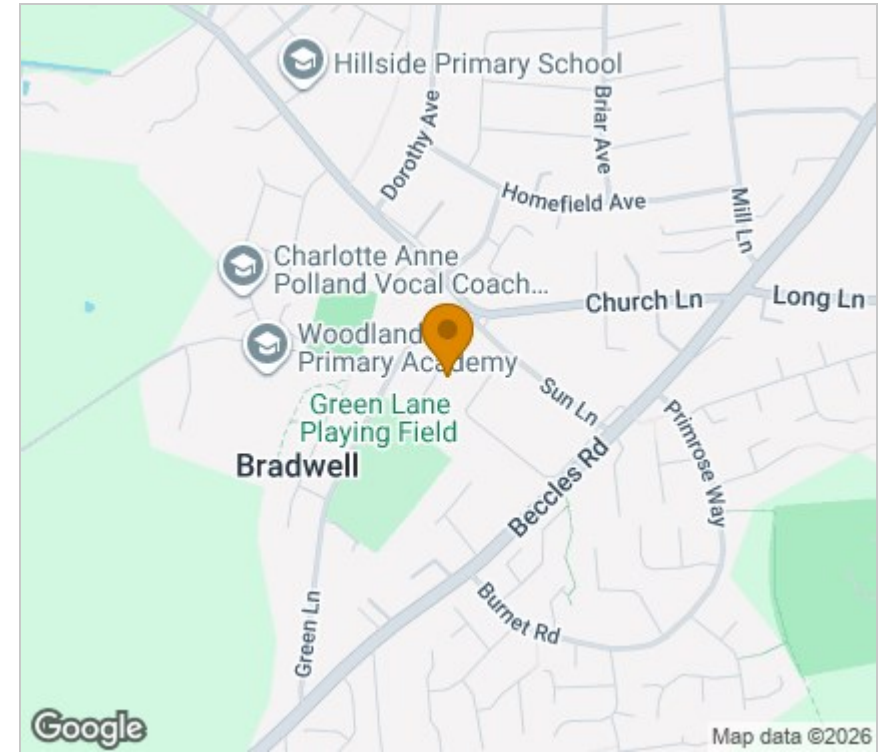 Hillside Primary School
Dorothy Ave
Briar Ave
Homefield Ave
Mill Ln
Charlotte Anne
Polland Vocal Coach...
Church Ln
Long Ln
Woodland
Primary Academy
Sun Ln
Green Lane
Playing Field
Primrose Way
Bradwell
Beccles Rd
Burnet Rd
Green Ln
Google
Map data ©2026